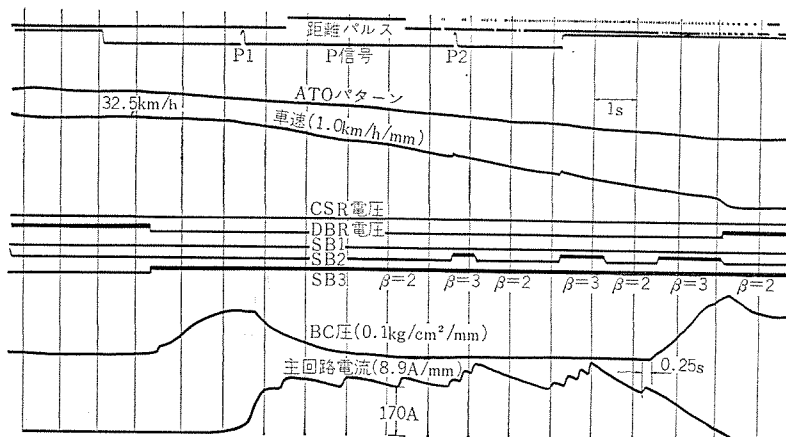 距離パルス
P1 P信号 P2
ATOパターン
32.5km/h
1s
車速(1.0km/h/mm)
CSR電圧
DBR電圧
SB1
SB2
SB3 β=2 β=3 β=2 β=3 β=2 β=3 β=2
BC圧(0.1kg/cm²/mm)
主回路電流(8.9A/mm)
0.25s
170A